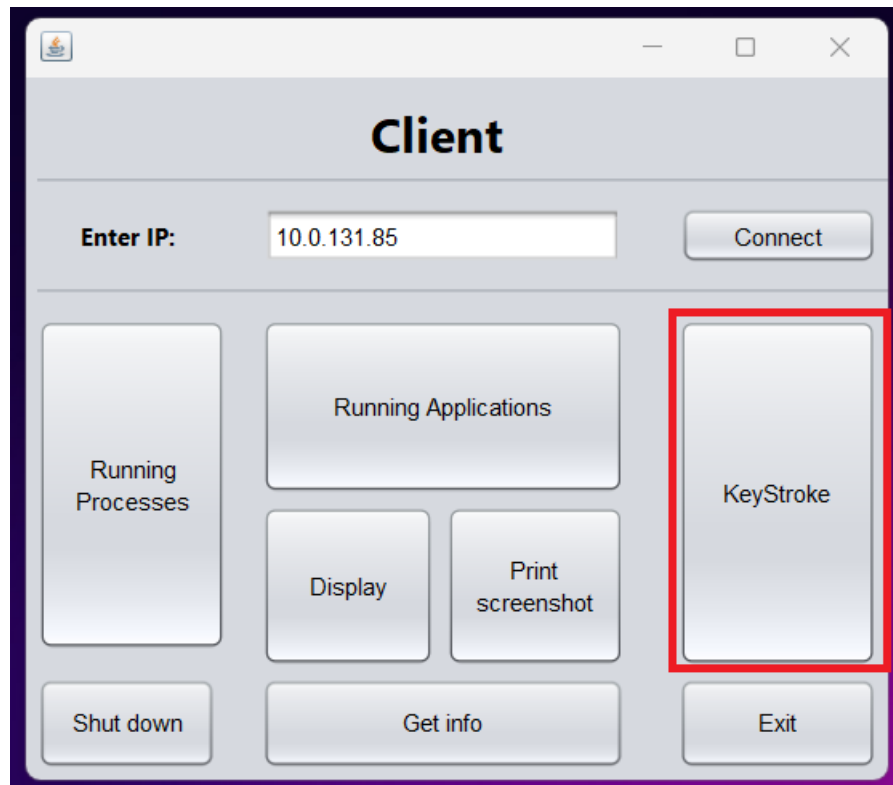 Client
Enter IP:
10.0.131.85
Connect
Running
Processes
Running Applications
KeyStroke
Display
Print
screenshot
Shut down
Get info
Exit